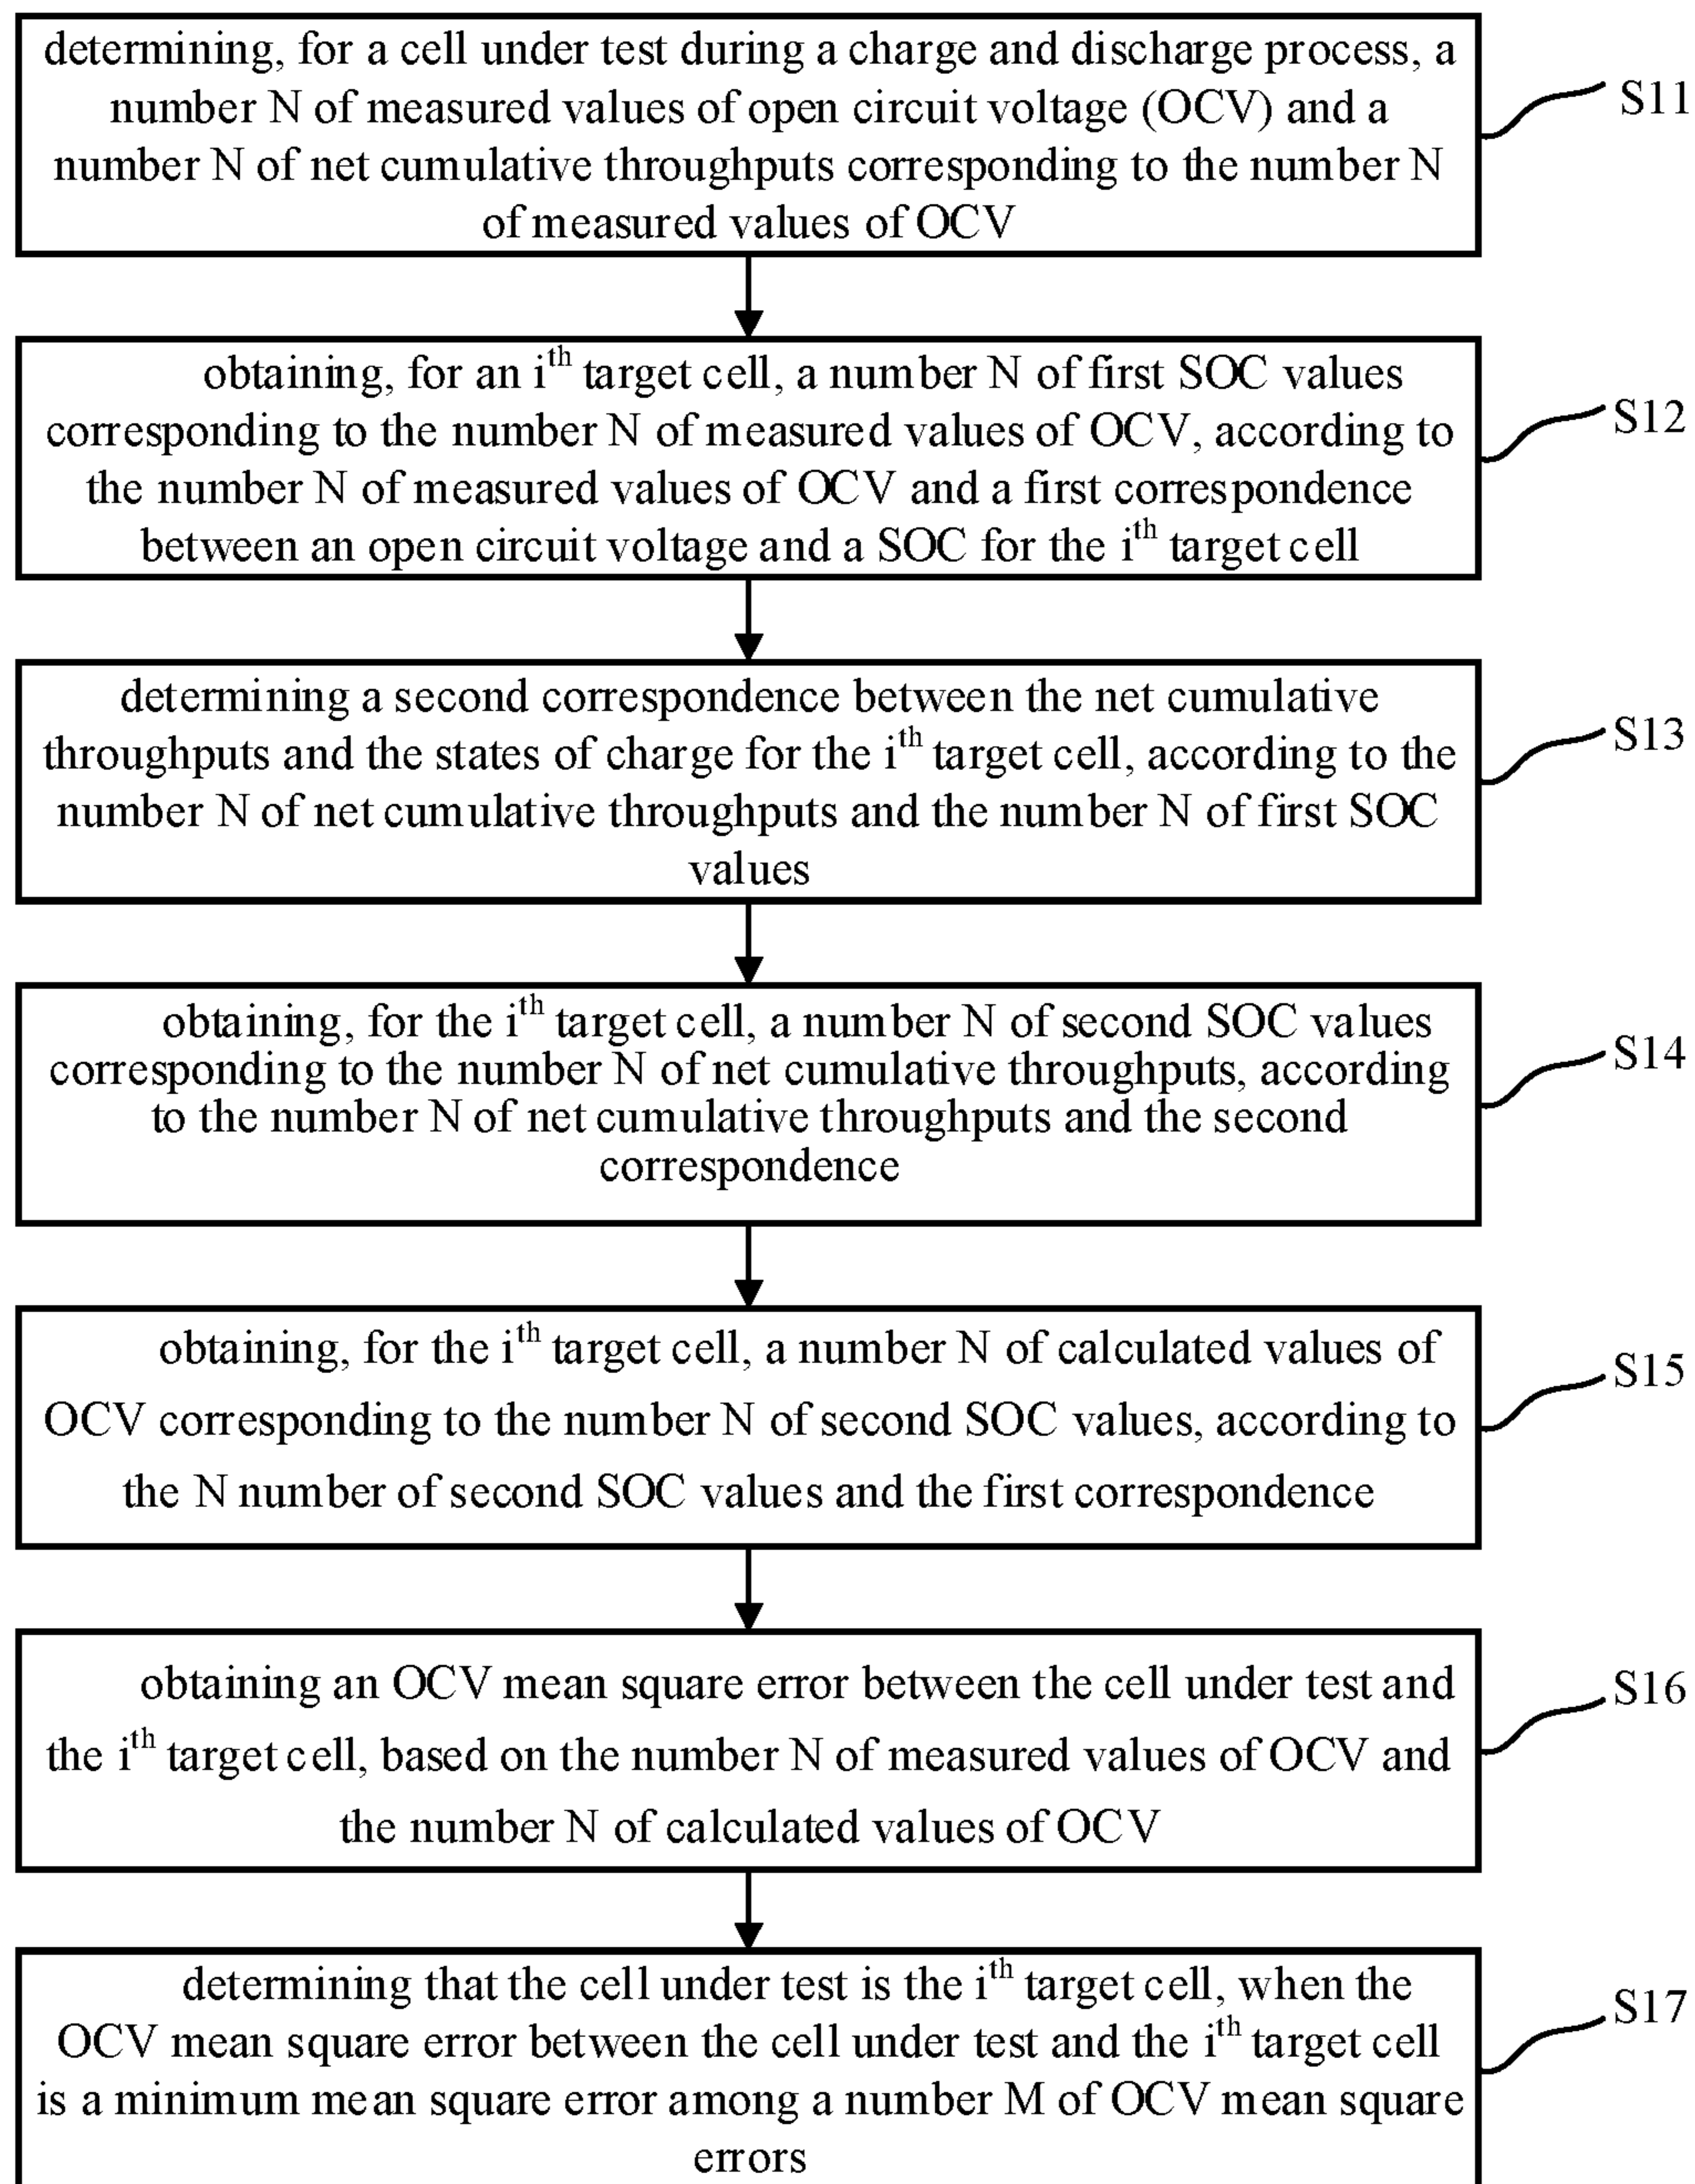 determining, for a cell under test during a charge and discharge process, a
number N of measured values of open circuit voltage (OCV) and a
number N of net cumulative throughputs corresponding to the number N
of measured values of OCV
S11
obtaining, for an i^th target cell, a number N of first SOC values
corresponding to the number N of measured values of OCV, according to
the number N of measured values of OCV and a first correspondence
between an open circuit voltage and a SOC for the i^th target cell
S12
determining a second correspondence between the net cumulative
throughputs and the states of charge for the i^th target cell, according to the
number N of net cumulative throughputs and the number N of first SOC
values
S13
obtaining, for the i^th target cell, a number N of second SOC values
corresponding to the number N of net cumulative throughputs, according
to the number N of net cumulative throughputs and the second
correspondence
S14
obtaining, for the i^th target cell, a number N of calculated values of
OCV corresponding to the number N of second SOC values, according to
the N number of second SOC values and the first correspondence
S15
obtaining an OCV mean square error between the cell under test and
the i^th target cell, based on the number N of measured values of OCV and
the number N of calculated values of OCV
S16
determining that the cell under test is the i^th target cell, when the
OCV mean square error between the cell under test and the i^th target cell
is a minimum mean square error among a number M of OCV mean square
errors
S17